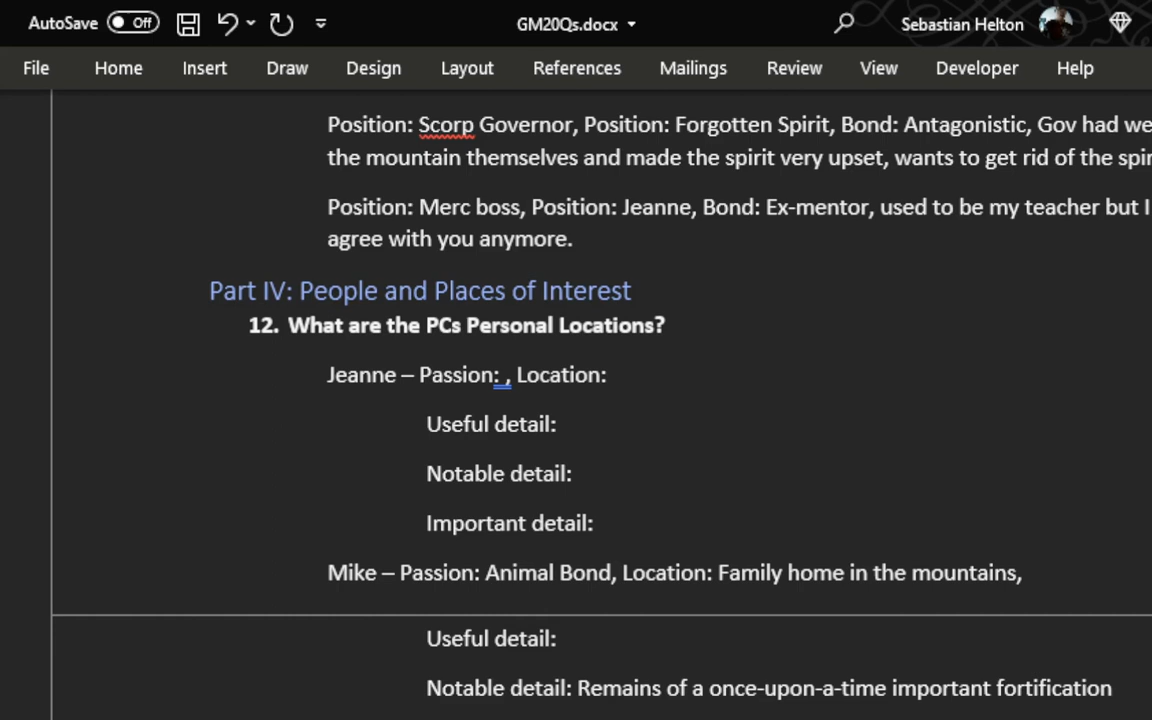 AutoSave Off GM20Qs.docx Sebastian Helton
File Home Insert Draw Design Layout References Mailings Review View Developer Help
Position: Scorp Governor, Position: Forgotten Spirit, Bond: Antagonistic, Gov had we
the mountain themselves and made the spirit very upset, wants to get rid of the spir
Position: Merc boss, Position: Jeanne, Bond: Ex-mentor, used to be my teacher but I
agree with you anymore.
Part IV: People and Places of Interest
12. What are the PCs Personal Locations?
Jeanne – Passion: , Location:
Useful detail:
Notable detail:
Important detail:
Mike – Passion: Animal Bond, Location: Family home in the mountains,
Useful detail:
Notable detail: Remains of a once-upon-a-time important fortification